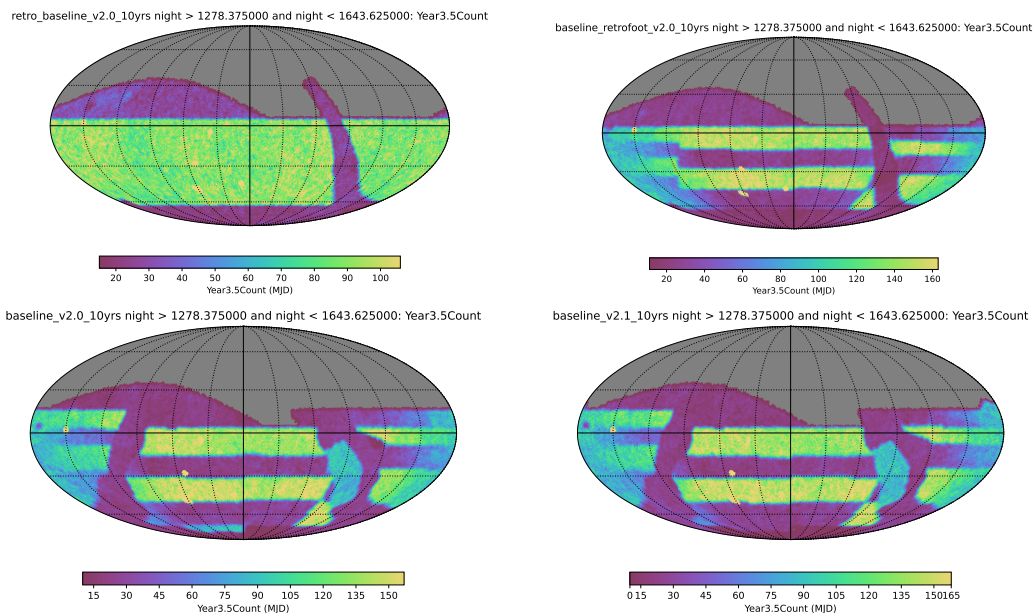 retro_baseline_v2.0_10yrs night > 1278.375000 and night < 1643.625000: Year3.5Count
baseline_retrofoot_v2.0_10yrs night > 1278.375000 and night < 1643.625000: Year3.5Count
20 30 40 50 60 70 80 90 100
Year3.5Count (MJD)
20 40 60 80 100 120 140 160
Year3.5Count (MJD)
baseline_v2.0_10yrs night > 1278.375000 and night < 1643.625000: Year3.5Count
baseline_v2.1_10yrs night > 1278.375000 and night < 1643.625000: Year3.5Count
15 30 45 60 75 90 105 120 135 150
Year3.5Count (MJD)
0 15 30 45 60 75 90 105 120 135 150165
Year3.5Count (MJD)